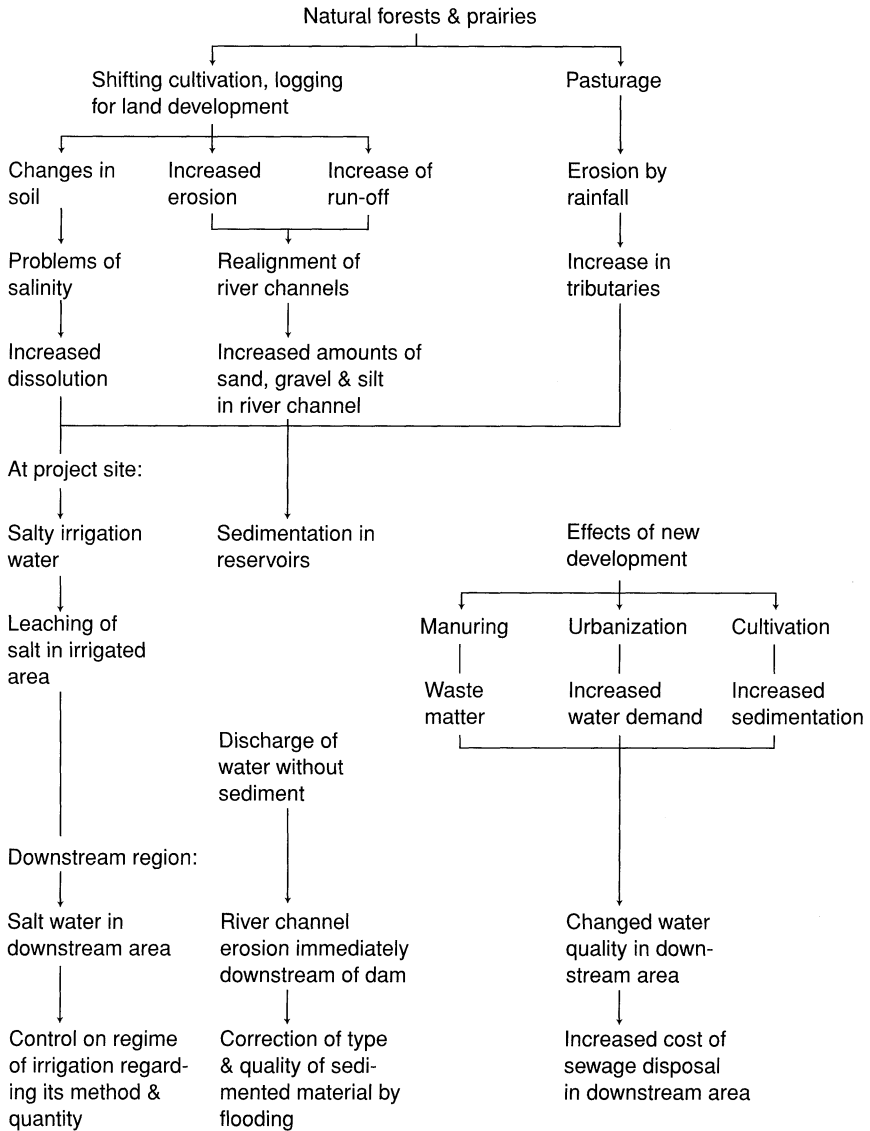 Natural forests & prairies
Shifting cultivation, logging
for land development
Pasturage
Changes in
soil
Increased
erosion
Increase of
run-off
Erosion by
rainfall
Problems of
salinity
Realignment of
river channels
Increase in
tributaries
Increased
dissolution
Increased amounts of
sand, gravel & silt
in river channel
At project site:
Salty irrigation
water
Sedimentation in
reservoirs
Effects of new
development
Leaching of
salt in irrigated
area
Manuring
Urbanization
Cultivation
Waste
matter
Increased
water demand
Increased
sedimentation
Discharge of
water without
sediment
Downstream region:
Salt water in
downstream area
River channel
erosion immediately
downstream of dam
Changed water
quality in down-
stream area
Control on regime
of irrigation regard-
ing its method &
quantity
Correction of type
& quality of sedi-
mented material by
flooding
Increased cost of
sewage disposal
in downstream area